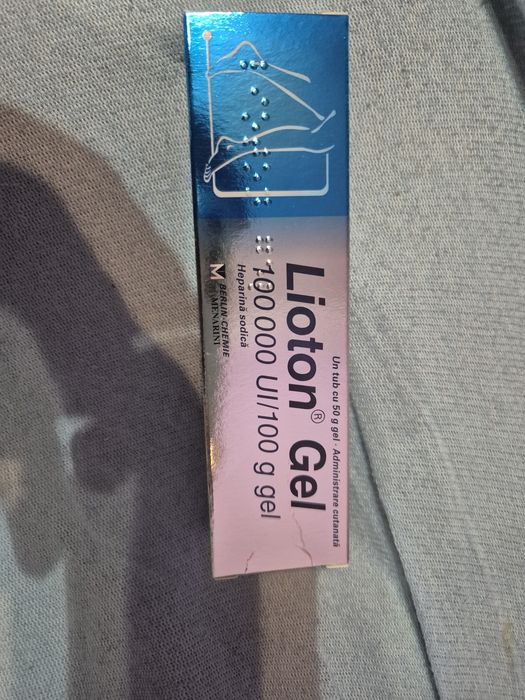 Un tub cu 50 g gel · Administrare cutanată
Lioton® Gel
100 000 UI/100 g gel
Heparină sodică
BERLIN-CHEMIE
MENARINI